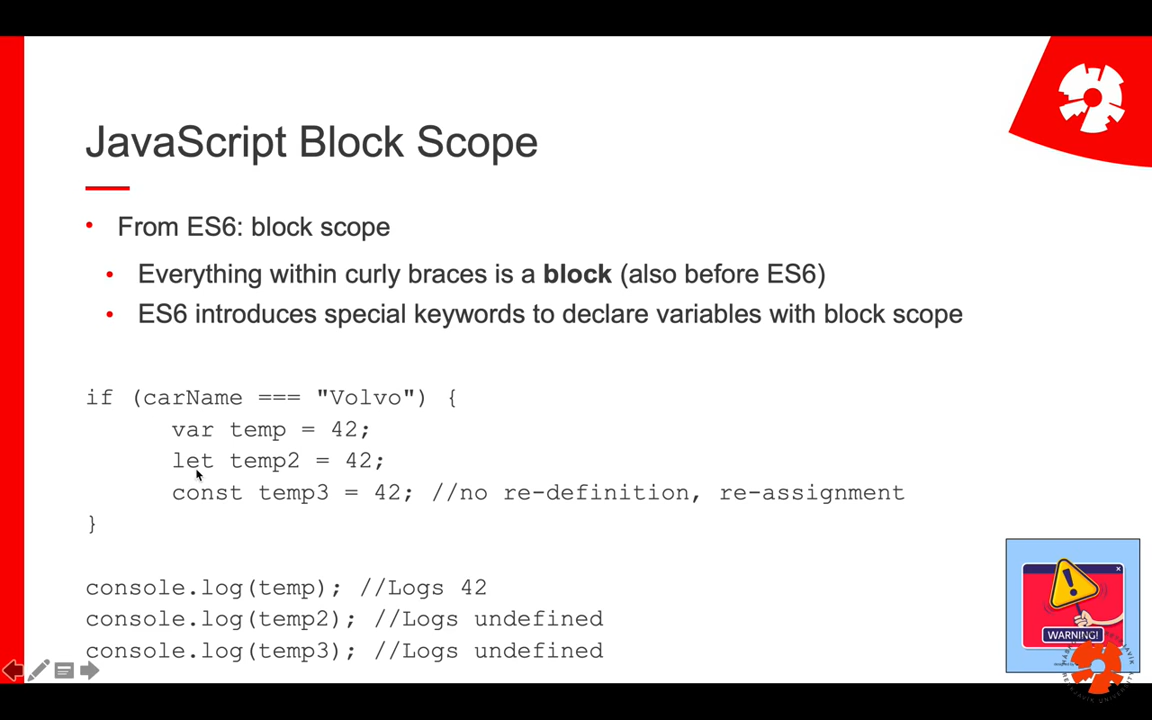 JavaScript Block Scope
• From ES6: block scope
• Everything within curly braces is a block (also before ES6)
• ES6 introduces special keywords to declare variables with block scope
if (carName === "Volvo") {
var temp = 42;
let temp2 = 42;
const temp3 = 42; //no re-definition, re-assignment
}
console.log(temp); //Logs 42
console.log(temp2); //Logs undefined
console.log(temp3); //Logs undefined
WARNING!